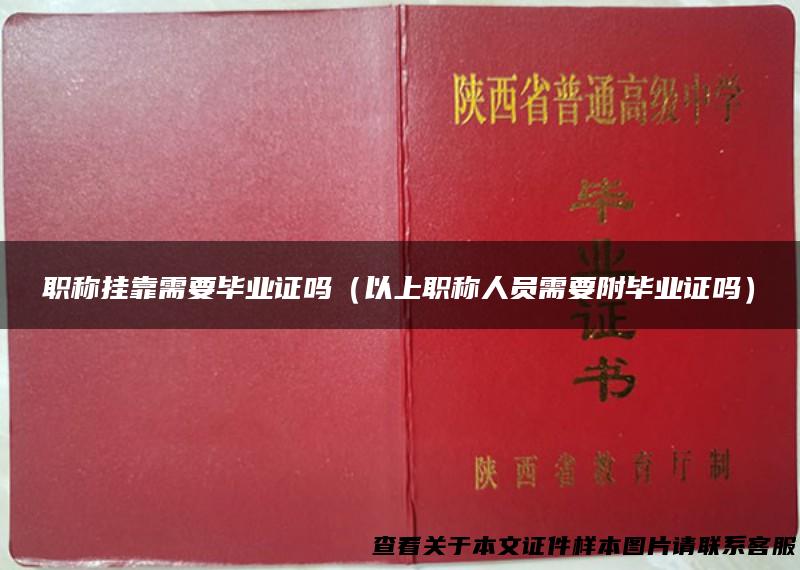 陕西省普通高级中学
毕业证书
职称挂靠需要毕业证吗（以上职称人员需要附毕业证吗）
陕西省教育厅制
查看关于本文证件样本图片请联系客服